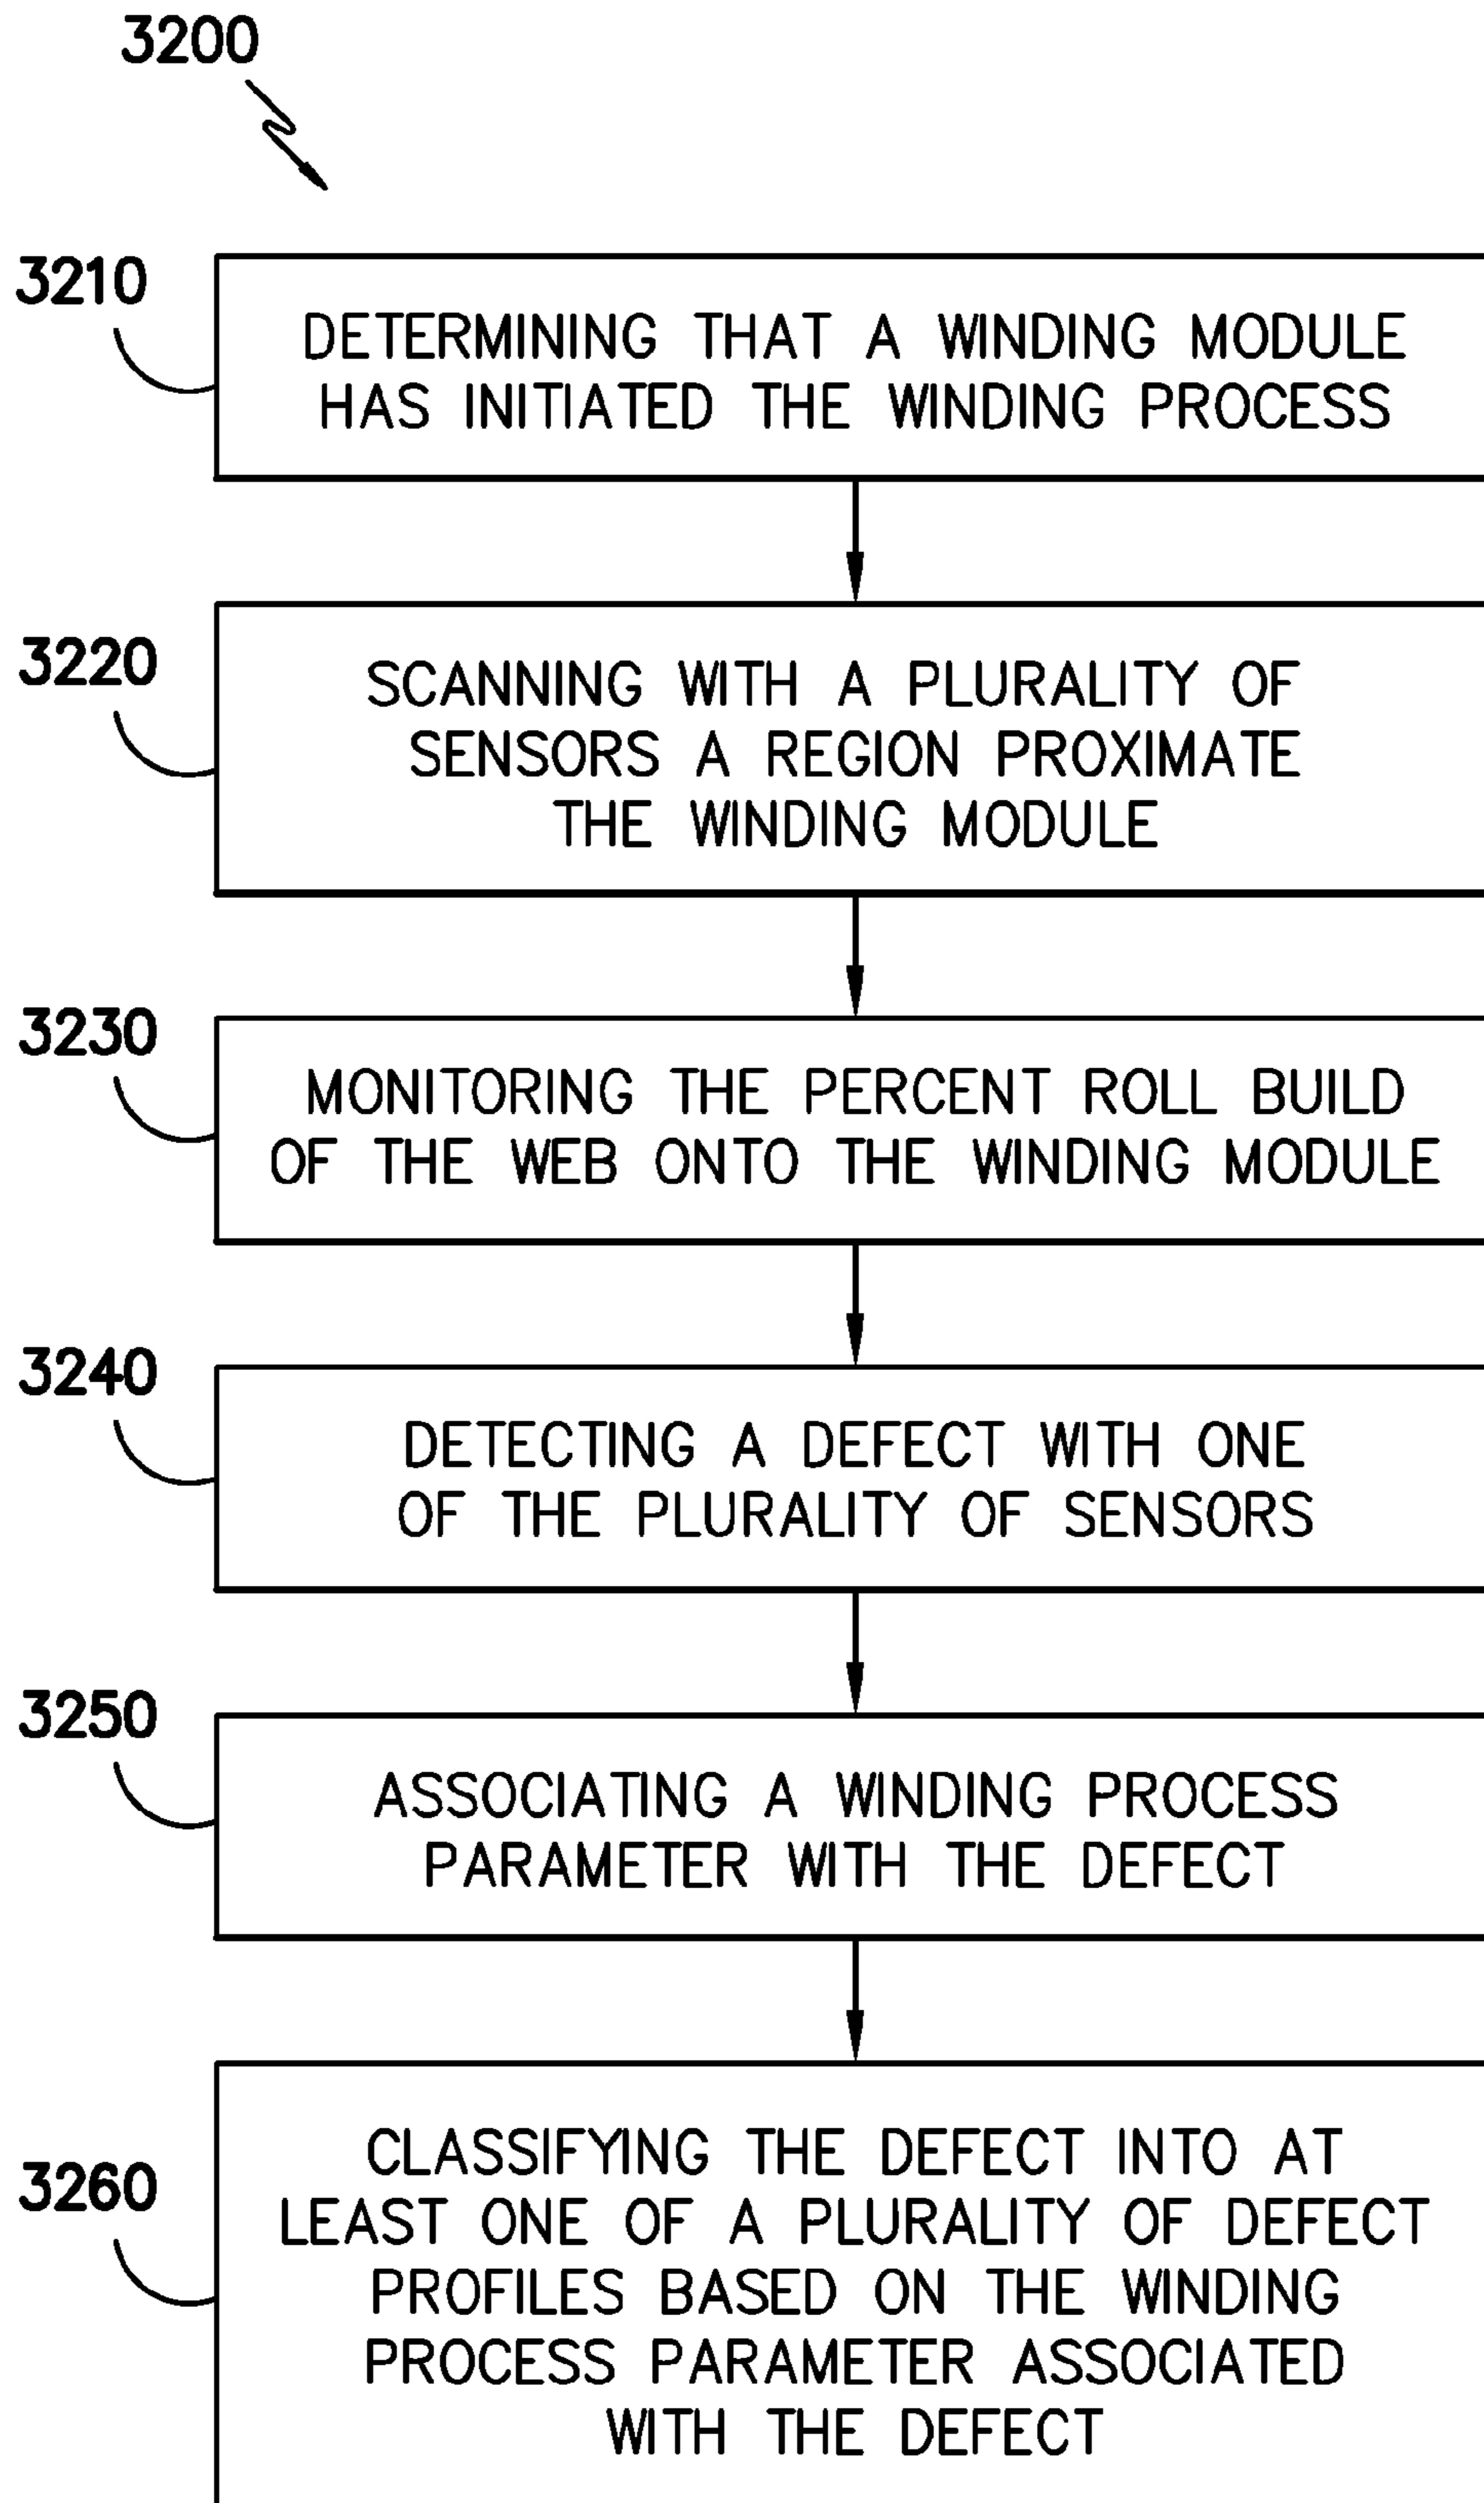 3200
3210
DETERMINING THAT A WINDING MODULE
HAS INITIATED THE WINDING PROCESS
3220
SCANNING WITH A PLURALITY OF
SENSORS A REGION PROXIMATE
THE WINDING MODULE
3230
MONITORING THE PERCENT ROLL BUILD
OF THE WEB ONTO THE WINDING MODULE
3240
DETECTING A DEFECT WITH ONE
OF THE PLURALITY OF SENSORS
3250
ASSOCIATING A WINDING PROCESS
PARAMETER WITH THE DEFECT
3260
CLASSIFYING THE DEFECT INTO AT
LEAST ONE OF A PLURALITY OF DEFECT
PROFILES BASED ON THE WINDING
PROCESS PARAMETER ASSOCIATED
WITH THE DEFECT